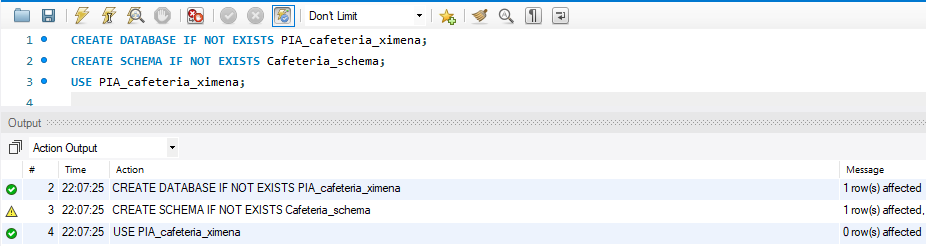 Don't Limit
1 CREATE DATABASE IF NOT EXISTS PIA_cafeteria_ximena;
2 CREATE SCHEMA IF NOT EXISTS Cafeteria_schema;
3 USE PIA_cafeteria_ximena;
4
Output
Action Output
# Time Action Message
2 22:07:25 CREATE DATABASE IF NOT EXISTS PIA_cafeteria_ximena 1 row(s) affected
3 22:07:25 CREATE SCHEMA IF NOT EXISTS Cafeteria_schema 1 row(s) affected,
4 22:07:25 USE PIA_cafeteria_ximena 0 row(s) affected